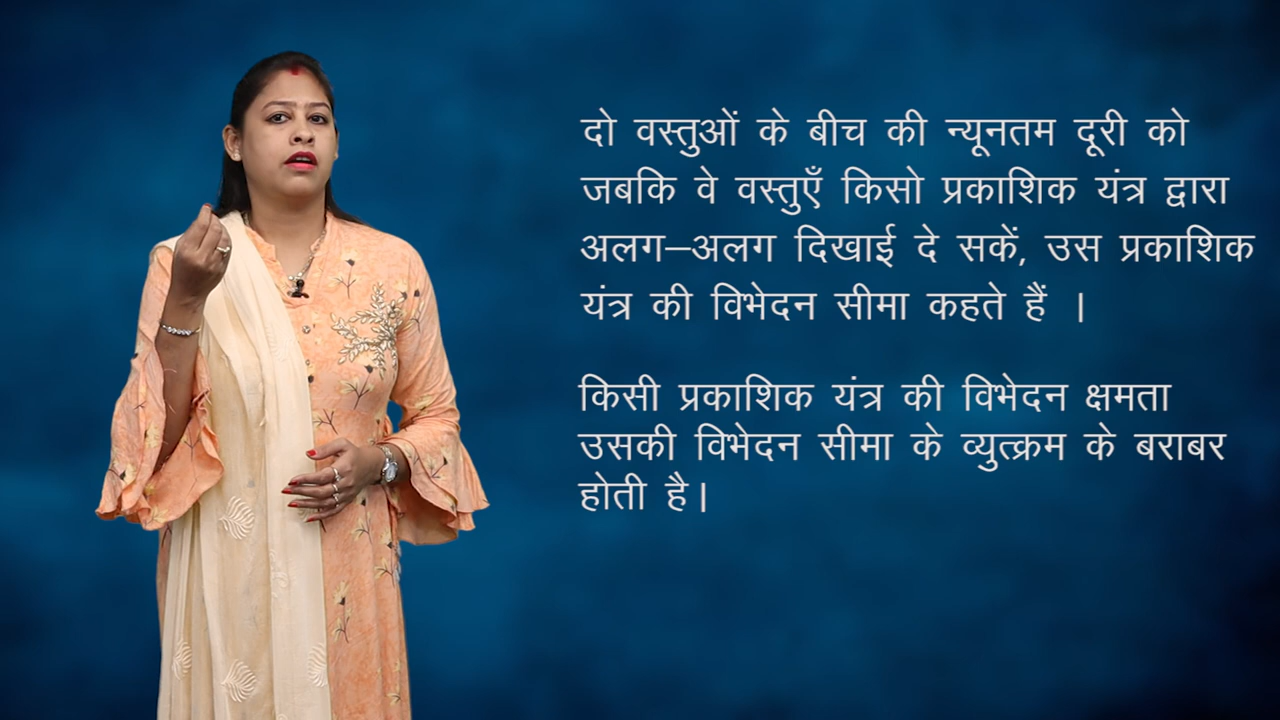 दो वस्तुओं के बीच की न्यूनतम दूरी को
जबकि वे वस्तुएँ किसो प्रकाशिक यंत्र द्वारा
अलग–अलग दिखाई दे सकें, उस प्रकाशिक
यंत्र की विभेदन सीमा कहते हैं ।
किसी प्रकाशिक यंत्र की विभेदन क्षमता
उसकी विभेदन सीमा के व्युत्क्रम के बराबर
होती है।